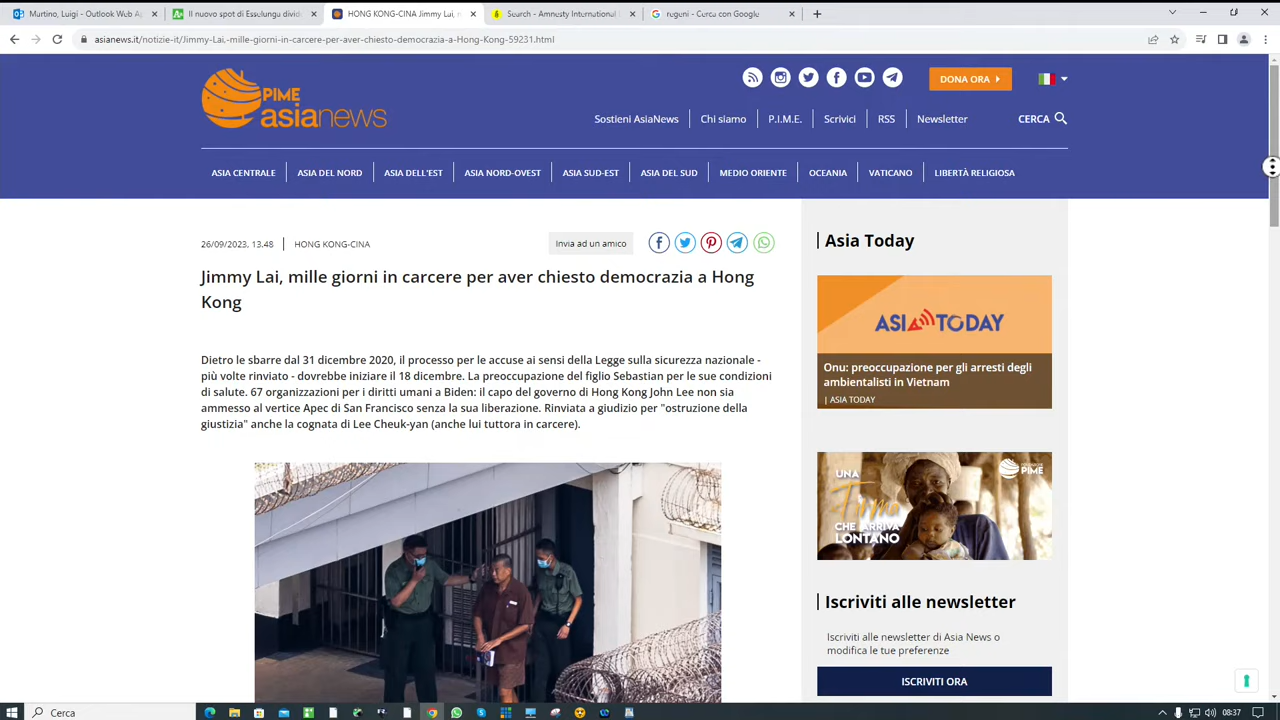 Martino, Luigi - Outlook Web Ap
Il nuovo spot di Esselunga divid
HONG KONG-CINA Jimmy Lai, m
Search - Amnesty International I
regeni - Cerca con Google
asianews.it/notizie-it/Jimmy-Lai,-mille-giorni-in-carcere-per-aver-chiesto-democrazia-a-Hong-Kong-59231.html
PIME
asianews
DONA ORA
Sostieni AsiaNews
Chi siamo
P.I.M.E.
Scrivici
RSS
Newsletter
CERCA
ASIA CENTRALE
ASIA DEL NORD
ASIA DELL'EST
ASIA NORD-OVEST
ASIA SUD-EST
ASIA DEL SUD
MEDIO ORIENTE
OCEANIA
VATICANO
LIBERTÀ RELIGIOSA
26/09/2023, 13.48
HONG KONG-CINA
Invia ad un amico
Jimmy Lai, mille giorni in carcere per aver chiesto democrazia a Hong
Kong
Dietro le sbarre dal 31 dicembre 2020, il processo per le accuse ai sensi della Legge sulla sicurezza nazionale -
più volte rinviato - dovrebbe iniziare il 18 dicembre. La preoccupazione del figlio Sebastian per le sue condizioni
di salute. 67 organizzazioni per i diritti umani a Biden: il capo del governo di Hong Kong John Lee non sia
ammesso al vertice Apec di San Francisco senza la sua liberazione. Rinviata a giudizio per "ostruzione della
giustizia" anche la cognata di Lee Cheuk-yan (anche lui tuttora in carcere).
Asia Today
ASIA TODAY
Onu: preoccupazione per gli arresti degli
ambientalisti in Vietnam
| ASIA TODAY
UNA
Firma
CHE ARRIVA
LONTANO
PIME
Iscriviti alle newsletter
Iscriviti alle newsletter di Asia News o
modifica le tue preferenze
ISCRIVITI ORA
Cerca
08:37